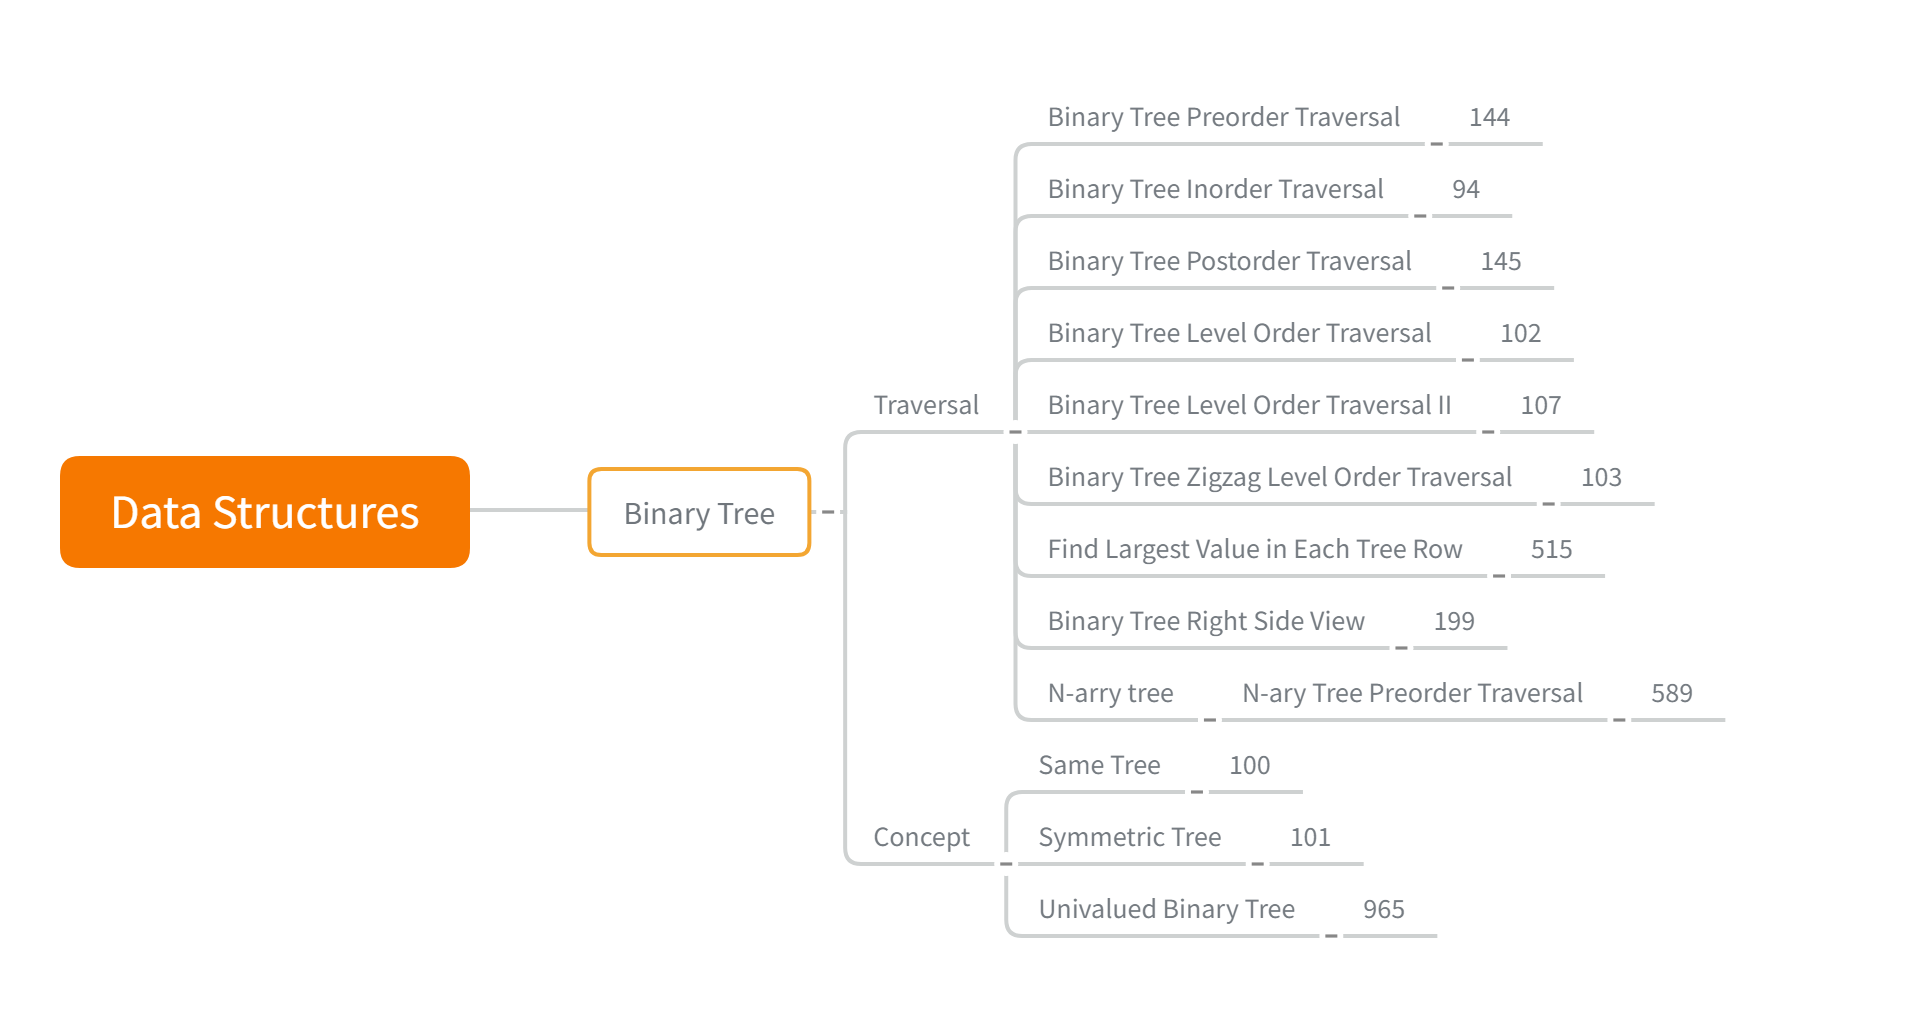 Data Structures
Binary Tree
Traversal
Binary Tree Preorder Traversal 144
Binary Tree Inorder Traversal 94
Binary Tree Postorder Traversal 145
Binary Tree Level Order Traversal 102
Binary Tree Level Order Traversal II 107
Binary Tree Zigzag Level Order Traversal 103
Find Largest Value in Each Tree Row 515
Binary Tree Right Side View 199
N-arry tree N-ary Tree Preorder Traversal 589
Concept
Same Tree 100
Symmetric Tree 101
Univalued Binary Tree 965